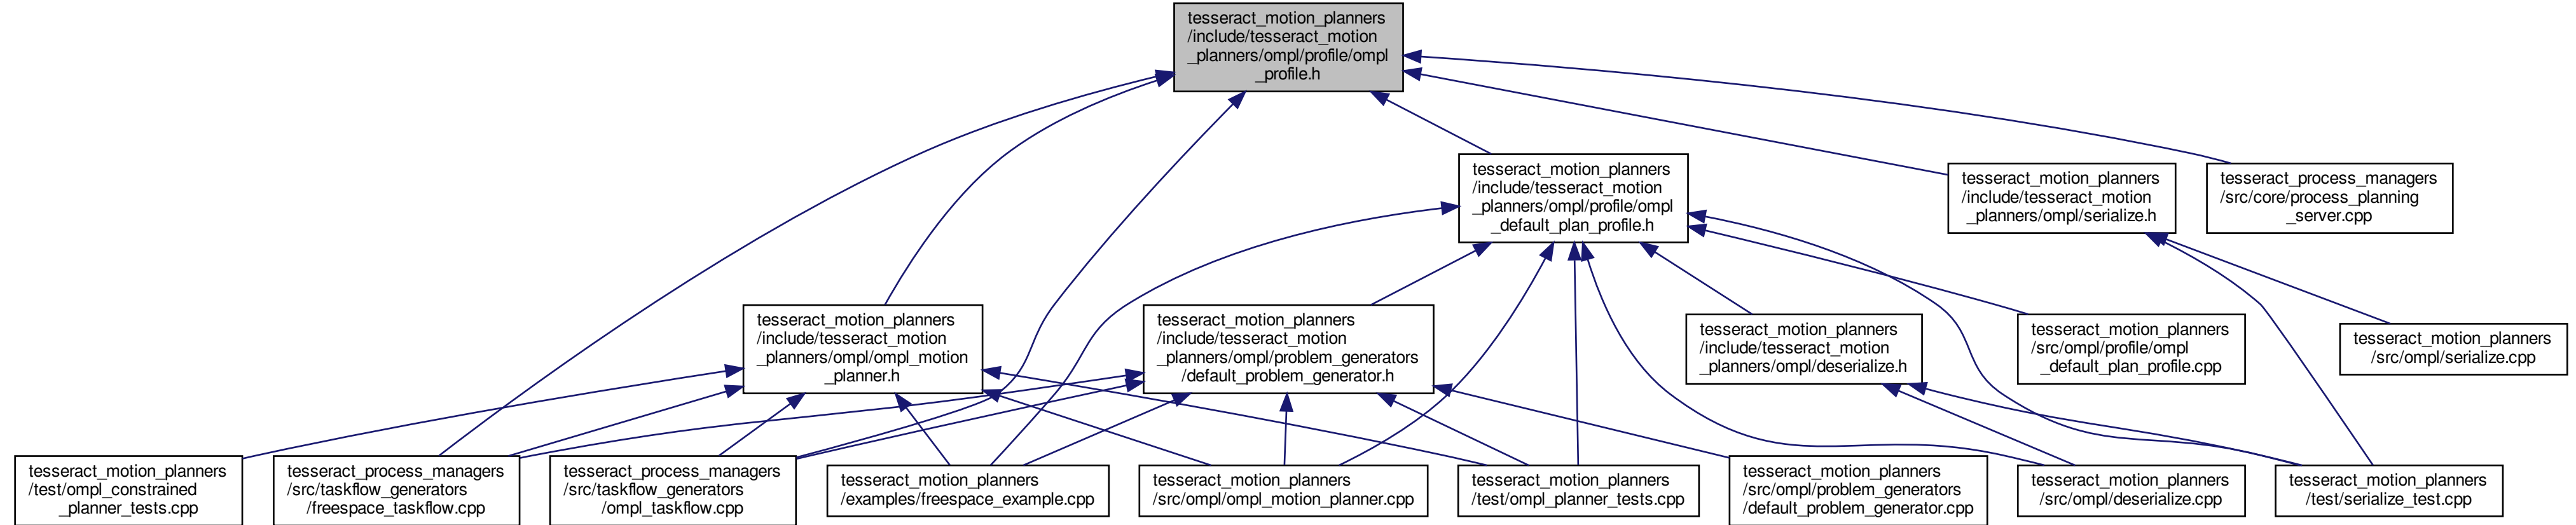 tesseract_motion_planners
/include/tesseract_motion
_planners/ompl/profile/ompl
_profile.h
tesseract_motion_planners
/include/tesseract_motion
_planners/ompl/profile/ompl
_default_plan_profile.h
tesseract_motion_planners
/include/tesseract_motion
_planners/ompl/serialize.h
tesseract_process_managers
/src/core/process_planning
_server.cpp
tesseract_motion_planners
/include/tesseract_motion
_planners/ompl/ompl_motion
_planner.h
tesseract_motion_planners
/include/tesseract_motion
_planners/ompl/problem_generators
/default_problem_generator.h
tesseract_motion_planners
/include/tesseract_motion
_planners/ompl/deserialize.h
tesseract_motion_planners
/src/ompl/profile/ompl
_default_plan_profile.cpp
tesseract_motion_planners
/src/ompl/serialize.cpp
tesseract_motion_planners
/test/ompl_constrained
_planner_tests.cpp
tesseract_process_managers
/src/taskflow_generators
/freespace_taskflow.cpp
tesseract_process_managers
/src/taskflow_generators
/ompl_taskflow.cpp
tesseract_motion_planners
/examples/freespace_example.cpp
tesseract_motion_planners
/src/ompl/ompl_motion_planner.cpp
tesseract_motion_planners
/test/ompl_planner_tests.cpp
tesseract_motion_planners
/src/ompl/problem_generators
/default_problem_generator.cpp
tesseract_motion_planners
/src/ompl/deserialize.cpp
tesseract_motion_planners
/test/serialize_test.cpp